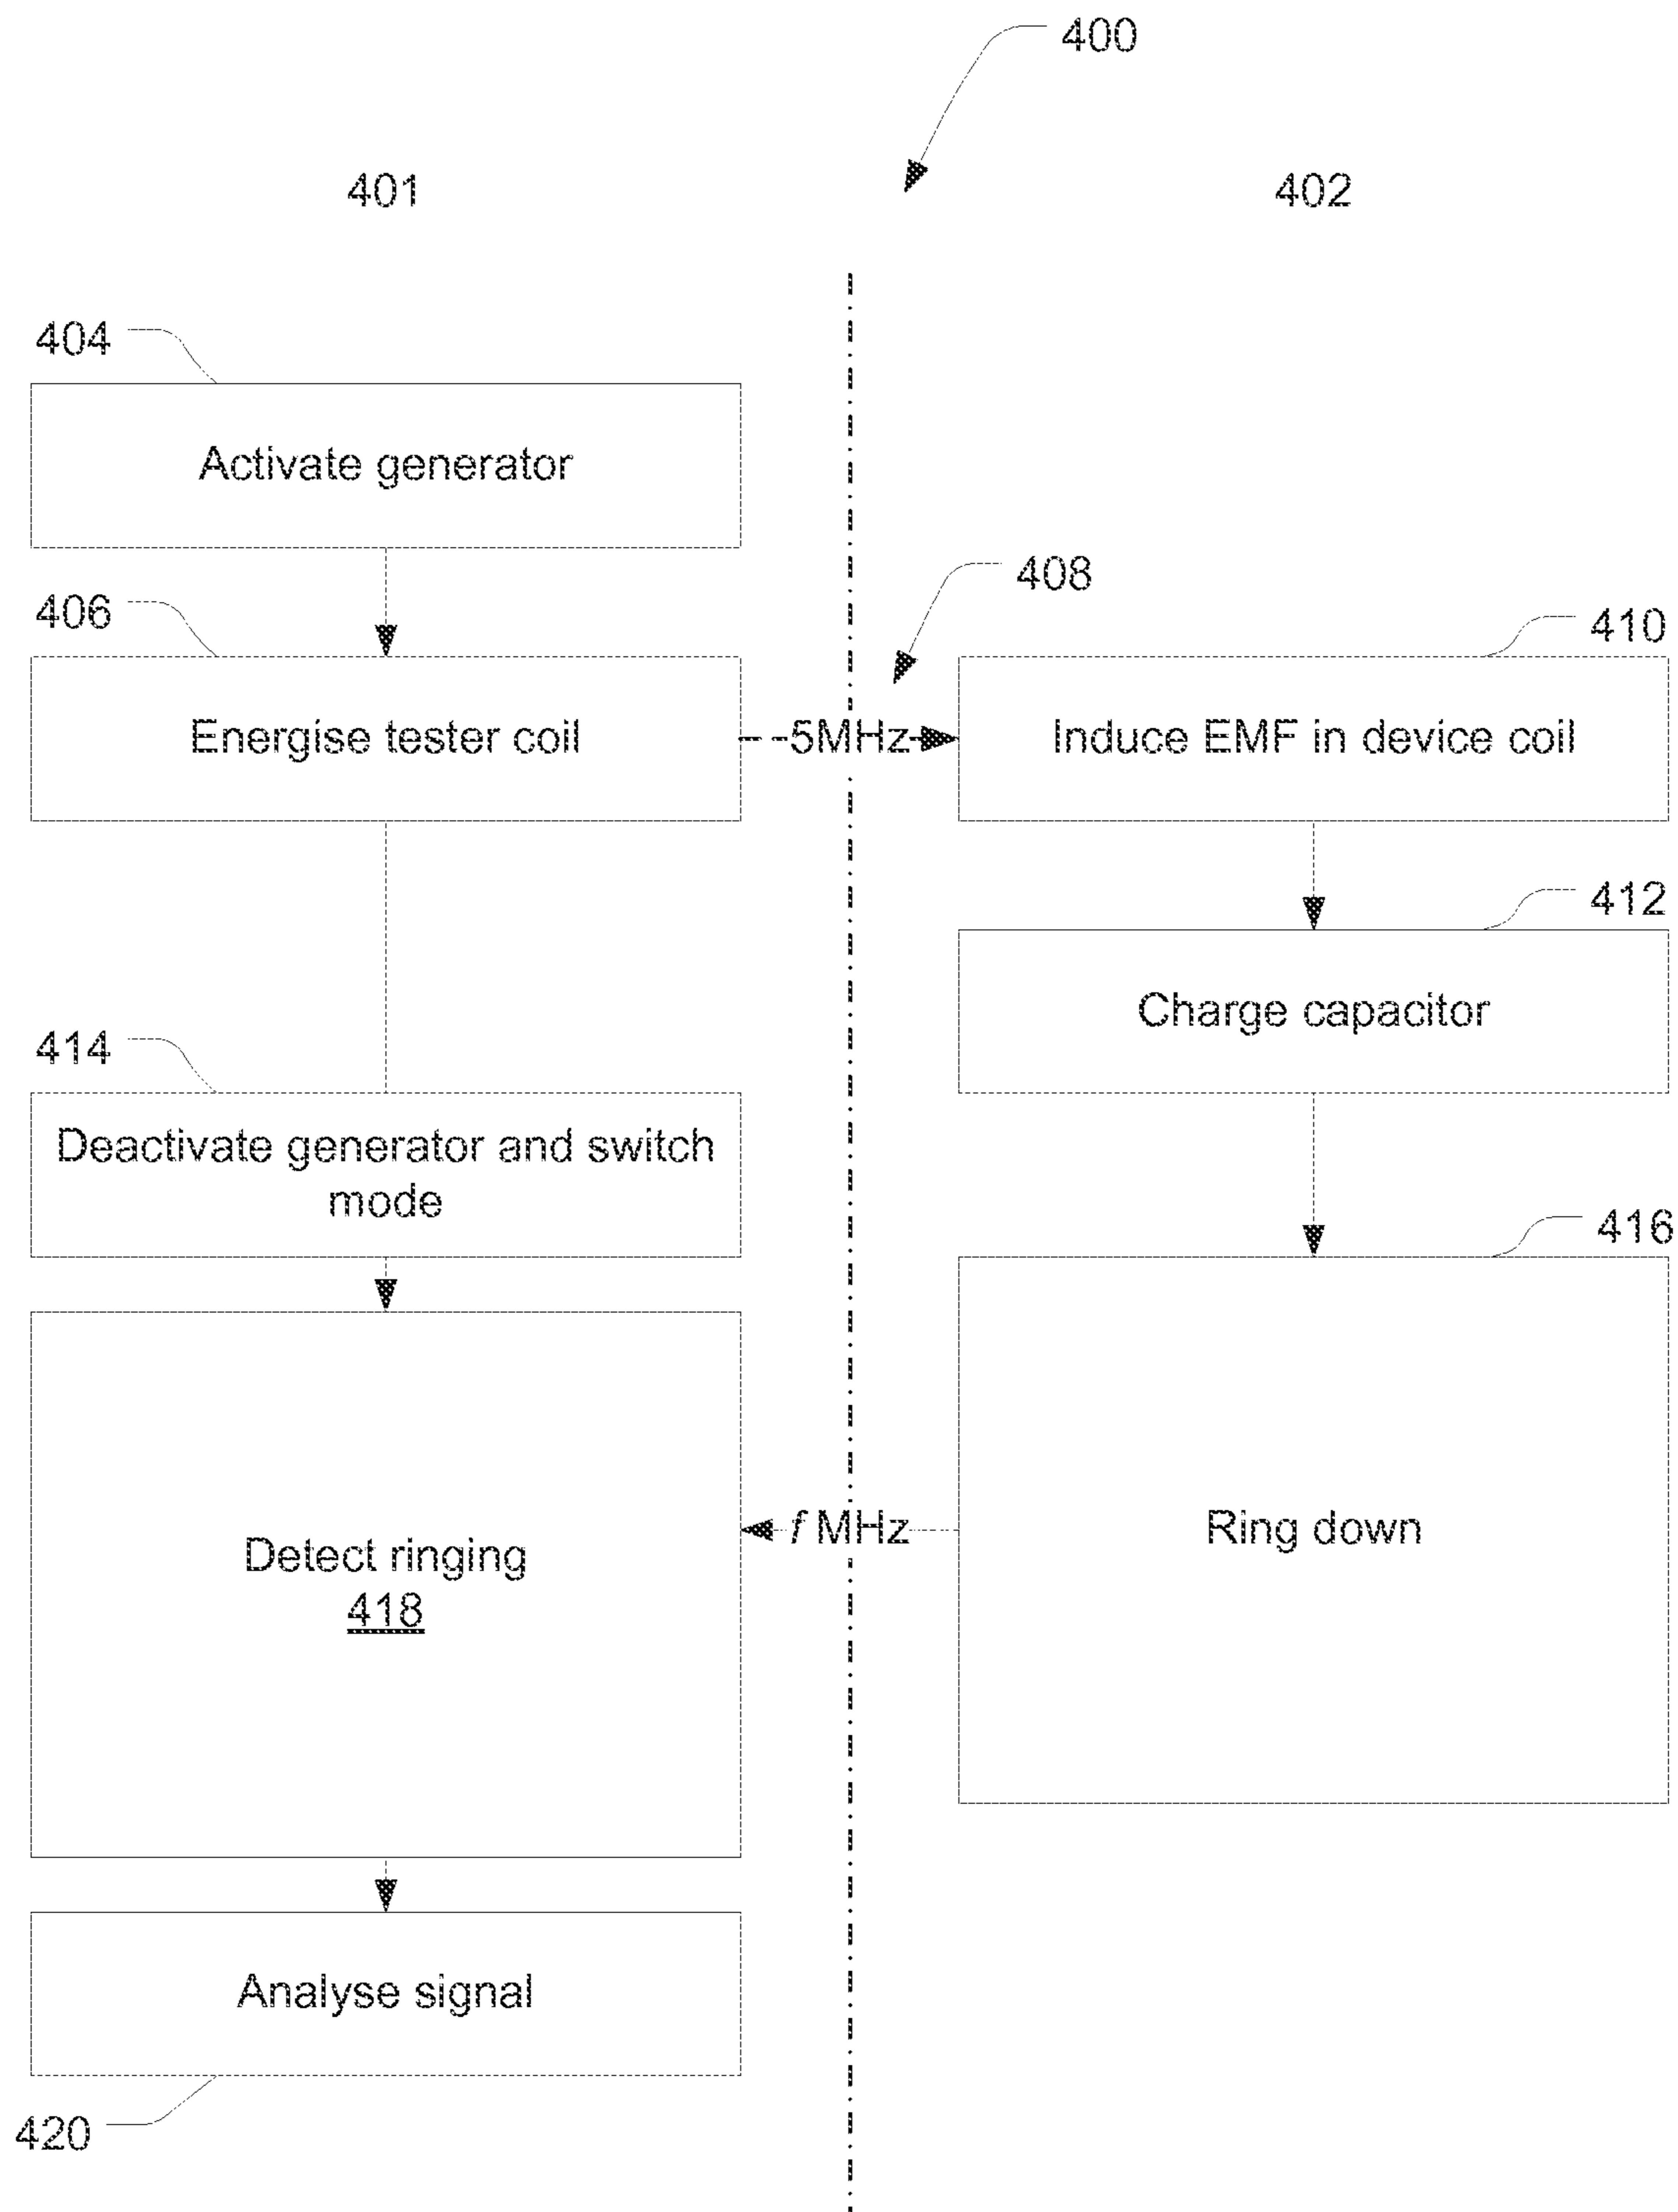 400
401
402
404
Activate generator
408
406
410
Energise tester coil
5MHz
Induce EMF in device coil
412
Charge capacitor
414
Deactivate generator and switch
mode
416
f MHz
Ring down
Detect ringing
418
Analyse signal
420